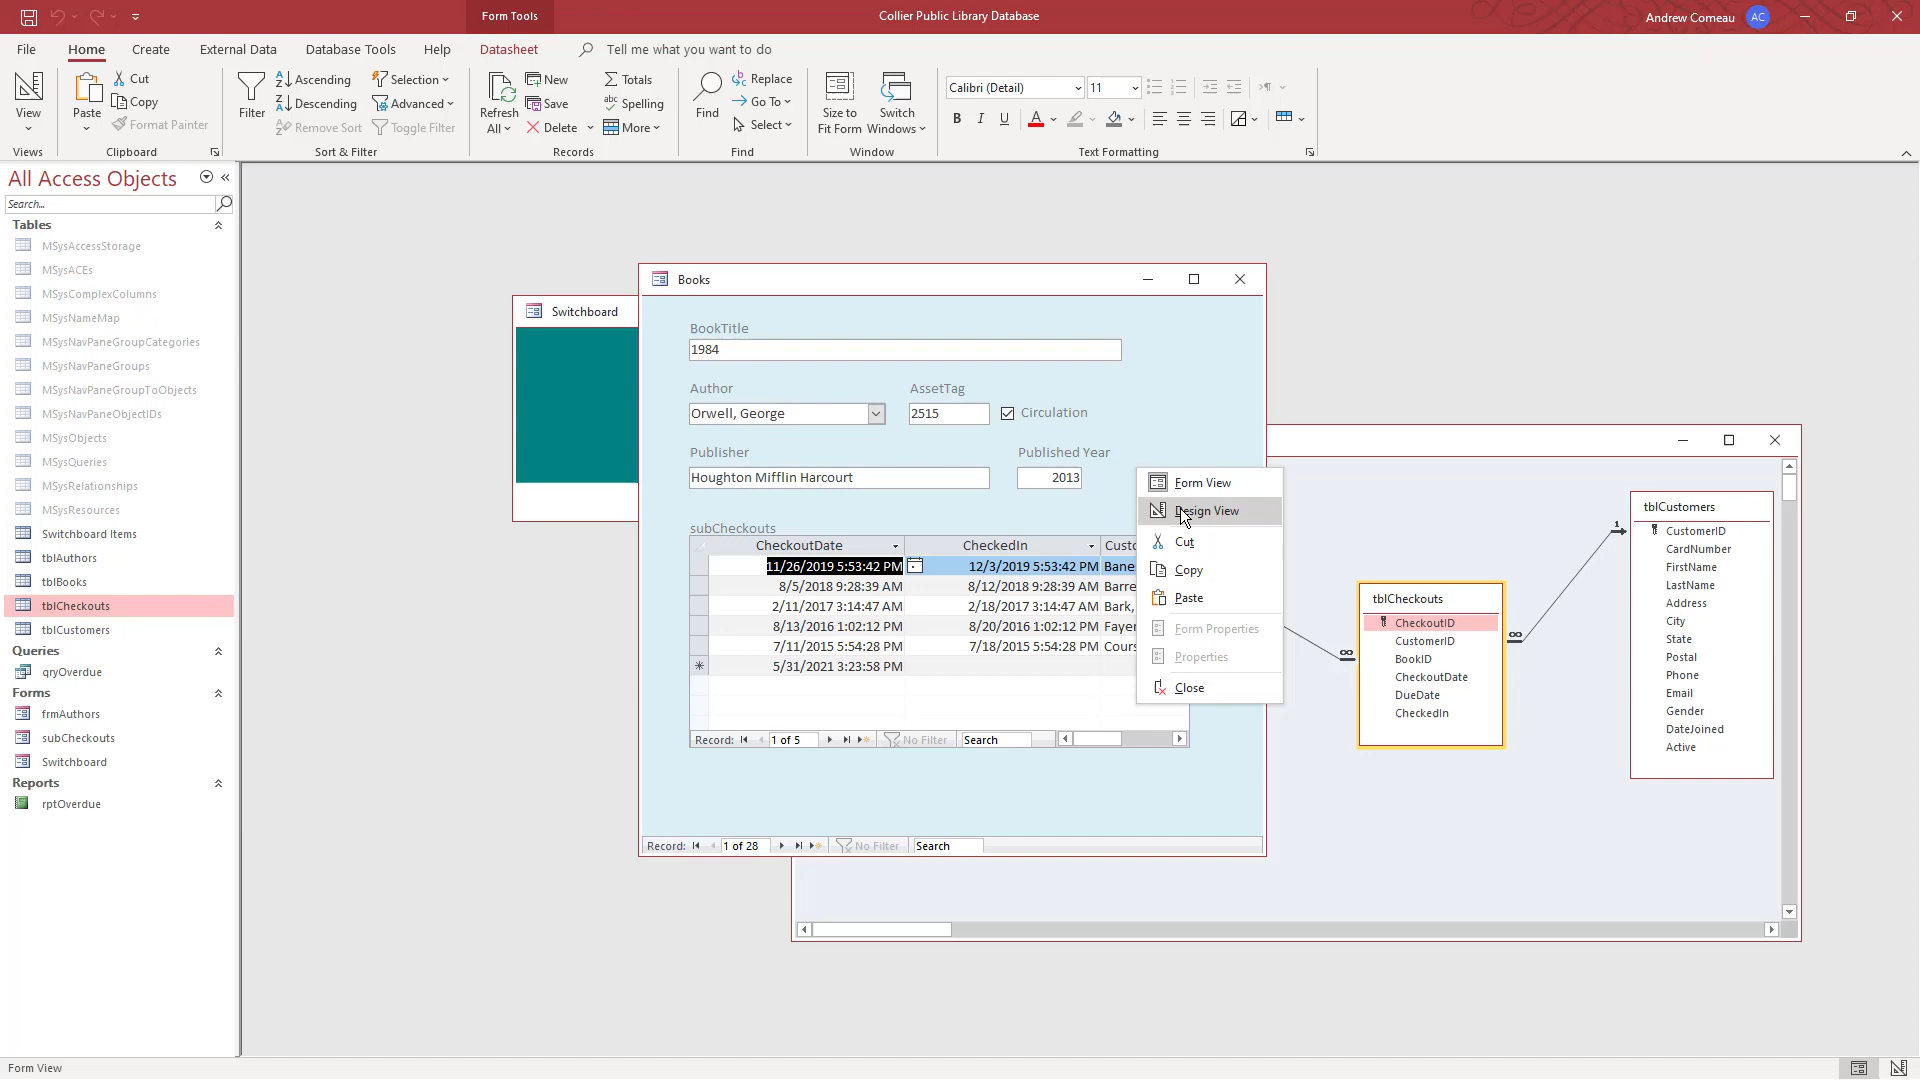 Form Tools
Collier Public Library Database
Andrew Comeau
AC
File
Home
Create
External Data
Database Tools
Help
Datasheet
Tell me what you want to do
View
Views
Paste
Cut
Copy
Format Painter
Clipboard
Filter
Ascending
Descending
Remove Sort
Selection
Advanced
Toggle Filter
Sort & Filter
Refresh All
New
Save
Delete
Totals
Spelling
More
Records
Find
Replace
Go To
Select
Find
Size to Fit Form
Switch Windows
Window
Calibri (Detail)
11
B I U
Text Formatting
All Access Objects
Search...
Tables
MSysAccessStorage
MSysACEs
MSysComplexColumns
MSysNameMap
MSysNavPaneGroupCategories
MSysNavPaneGroups
MSysNavPaneGroupToObjects
MSysNavPaneObjectIDs
MSysObjects
MSysQueries
MSysRelationships
MSysResources
Switchboard Items
tblAuthors
tblBooks
tblCheckouts
tblCustomers
Queries
qryOverdue
Forms
frmAuthors
subCheckouts
Switchboard
Reports
rptOverdue
Switchboard
Books
BookTitle
1984
Author
AssetTag
Orwell, George
2515
Circulation
Publisher
Published Year
Houghton Mifflin Harcourt
2013
subCheckouts
CheckoutDate CheckedIn Custo
11/26/2019 5:53:42 PM 12/3/2019 5:53:42 PM Bane
8/5/2018 9:28:39 AM 8/12/2018 9:28:39 AM Barre
2/11/2017 3:14:47 AM 2/18/2017 3:14:47 AM Bark,
8/13/2016 1:02:12 PM 8/20/2016 1:02:12 PM Faye
7/11/2015 5:54:28 PM 7/18/2015 5:54:28 PM Cours
5/31/2021 3:23:58 PM
Record: 1 of 5 No Filter Search
Record: 1 of 28 No Filter Search
Form View
Design View
Cut
Copy
Paste
Form Properties
Properties
Close
tblCheckouts
CheckoutID
CustomerID
BookID
CheckoutDate
DueDate
CheckedIn
∞
∞
1
tblCustomers
CustomerID
CardNumber
FirstName
LastName
Address
City
State
Postal
Phone
Email
Gender
DateJoined
Active
Form View